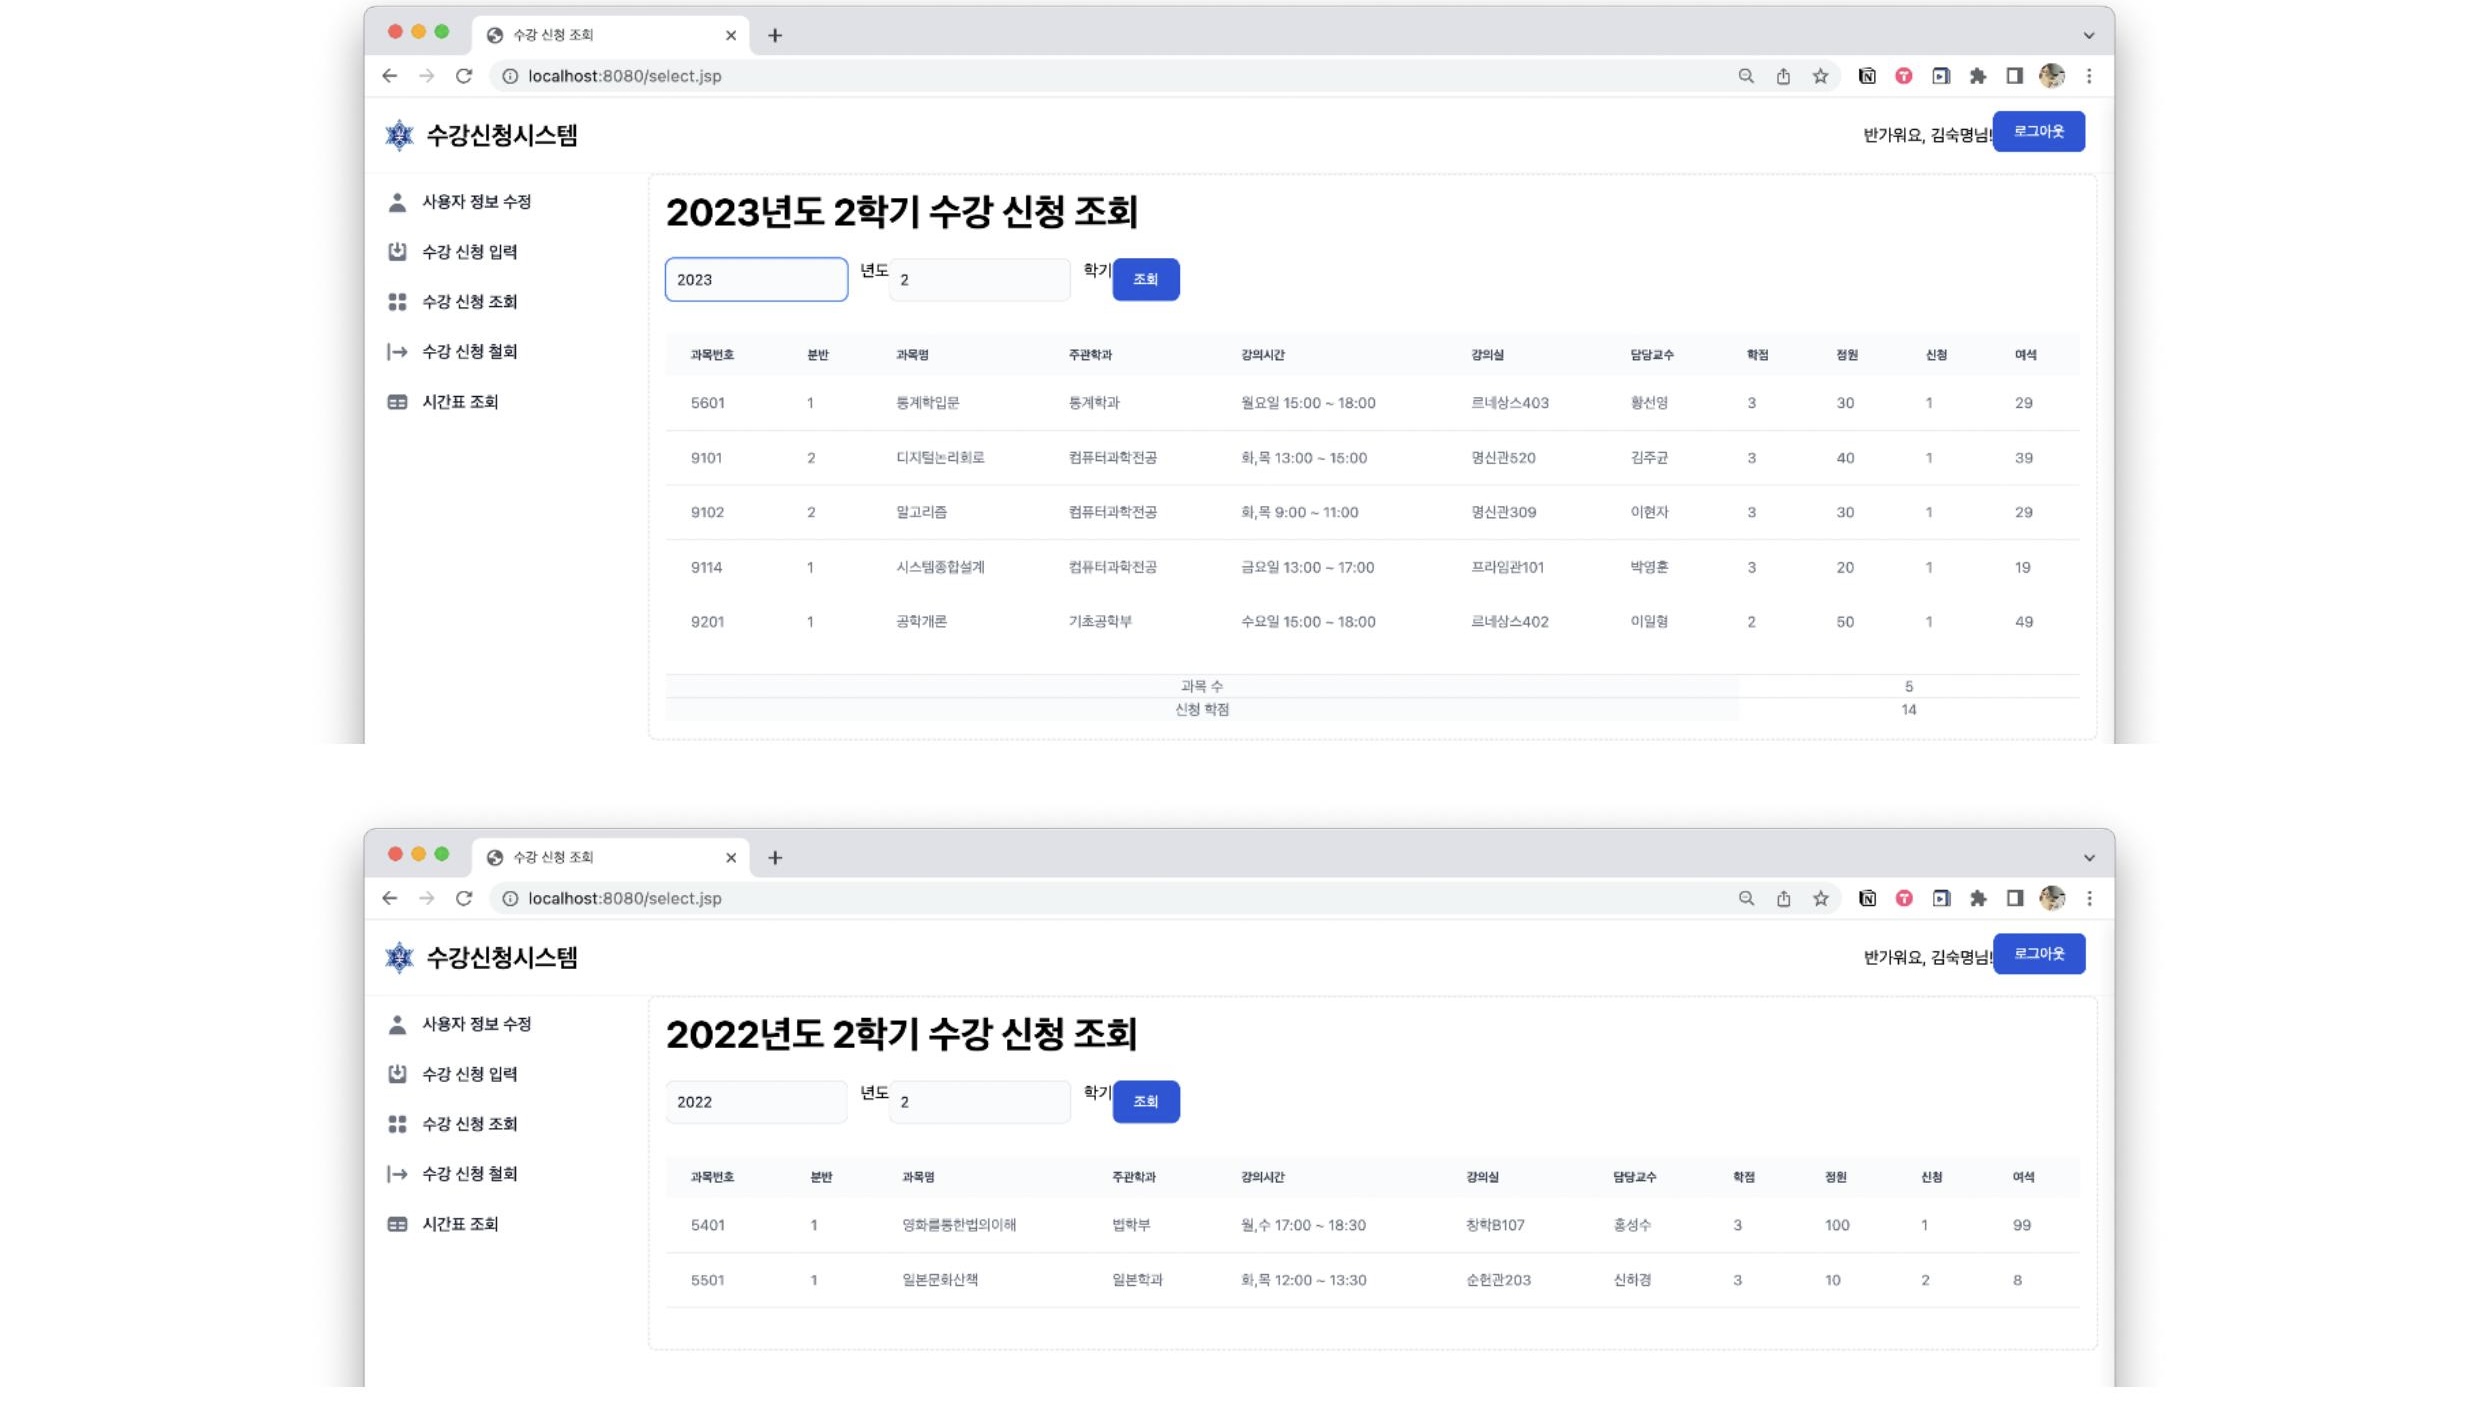 수강 신청 조회
localhost:8080/select.jsp
수강신청시스템
반가워요, 김숙명님! 로그아웃
사용자 정보 수정
수강 신청 입력
수강 신청 조회
수강 신청 철회
시간표 조회
2023년도 2학기 수강 신청 조회
2023 년도 2 학기 조회
과목번호 분반 과목명 주관학과 강의시간 강의실 담당교수 학점 정원 신청 여석
5601 1 통계학입문 통계학과 월요일 15:00 ~ 18:00 르네상스403 황선영 3 30 1 29
9101 2 디지털논리회로 컴퓨터과학전공 화,목 13:00 ~ 15:00 명신관520 김주균 3 40 1 39
9102 2 알고리즘 컴퓨터과학전공 화,목 9:00 ~ 11:00 명신관309 이현자 3 30 1 29
9114 1 시스템종합설계 컴퓨터과학전공 금요일 13:00 ~ 17:00 프라임관101 박영훈 3 20 1 19
9201 1 공학개론 기초공학부 수요일 15:00 ~ 18:00 르네상스402 이일형 2 50 1 49
과목 수 5
신청 학점 14
수강 신청 조회
localhost:8080/select.jsp
수강신청시스템
반가워요, 김숙명님! 로그아웃
사용자 정보 수정
수강 신청 입력
수강 신청 조회
수강 신청 철회
시간표 조회
2022년도 2학기 수강 신청 조회
2022 년도 2 학기 조회
과목번호 분반 과목명 주관학과 강의시간 강의실 담당교수 학점 정원 신청 여석
5401 1 영화를통한법의이해 법학부 월,수 17:00 ~ 18:30 창학B107 홍성수 3 100 1 99
5501 1 일본문화산책 일본학과 화,목 12:00 ~ 13:30 순헌관203 신하경 3 10 2 8